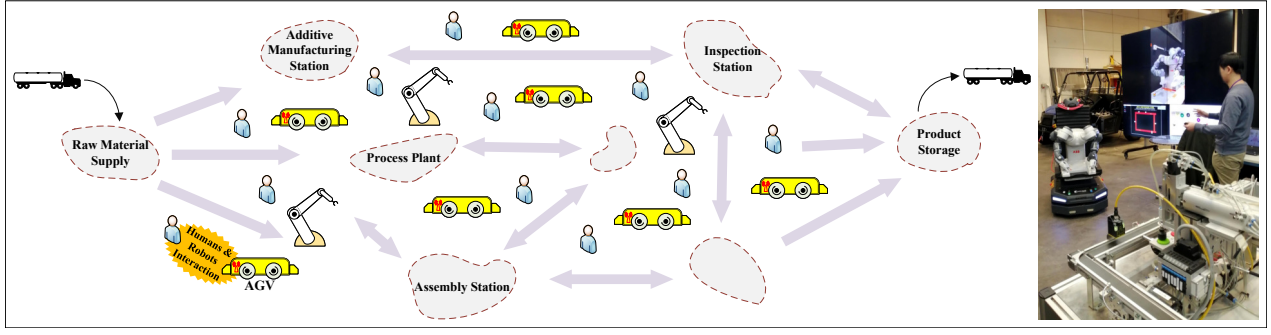 Additive
Manufacturing
Station
Inspection
Station
Raw Material
Supply
Process Plant
Product
Storage
Humans &
Robots
Interaction
AGV
Assembly Station